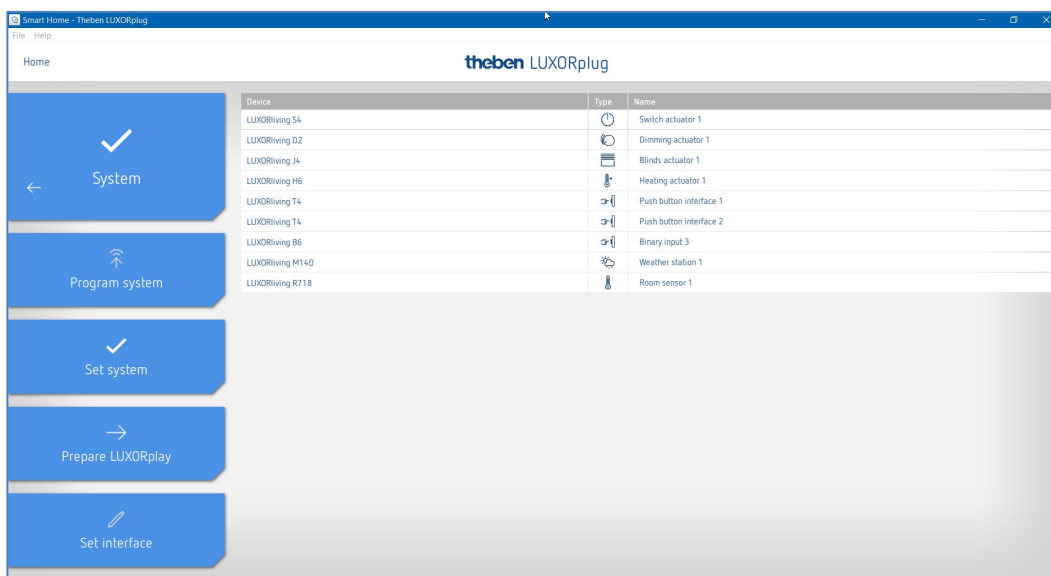 Smart Home - Theben LUXORplug
File Help
Home
theben LUXORplug
System
Program system
Set system
Prepare LUXORplay
Set interface
Device Type Name
LUXORliving S4 Switch actuator 1
LUXORliving D2 Dimming actuator 1
LUXORliving J4 Blinds actuator 1
LUXORliving H6 Heating actuator 1
LUXORliving T4 Push button interface 1
LUXORliving T4 Push button interface 2
LUXORliving B6 Binary input 3
LUXORliving M140 Weather station 1
LUXORliving R718 Room sensor 1